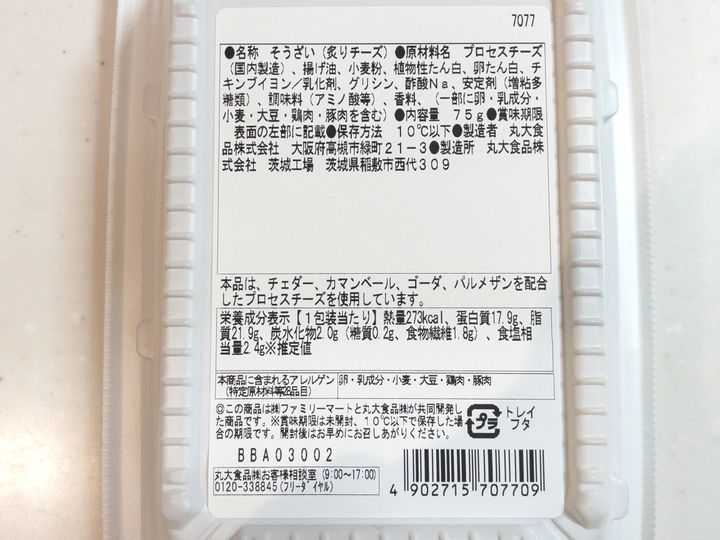 7077
●名称 そうざい（炙りチーズ）●原材料名 プロセスチーズ
（国内製造）、揚げ油、小麦粉、植物性たん白、卵たん白、チ
キンブイヨン／乳化剤、グリシン、酢酸Ｎａ、安定剤（増粘多
糖類）、調味料（アミノ酸等）、香料、（一部に卵・乳成分・
小麦・大豆・鶏肉・豚肉を含む）●内容量 ７５ｇ●賞味期限
表面の左部に記載●保存方法 １０℃以下●製造者 丸大食
品株式会社 大阪府高槻市緑町２１－３●製造所 丸大食品株
式会社 茨城工場 茨城県稲敷市西代３０９
本品は、チェダー、カマンベール、ゴーダ、パルメザンを配合
したプロセスチーズを使用しています。
栄養成分表示【１包装当たり】熱量273kcal、蛋白質17.9g、脂
質21.9g、炭水化物2.0g（糖質0.2g、食物繊維1.8g）、食塩相
当量2.4g※推定値
本商品に含まれるアレルゲン 卵・乳成分・小麦・大豆・鶏肉・豚肉
（特定原材料等28品目）
◎この商品は㈱ファミリーマートと丸大食品㈱が共同開発し
た商品です。※賞味期限は未開封、１０℃以下で保存した場
合の期限です。開封後はお早めにお召しあがりください。
プラ
トレイ
フタ
BBA03002
丸大食品㈱お客様相談室（9:00～17:00）
0120-338845（フリーダイヤル）
4 902715 707709